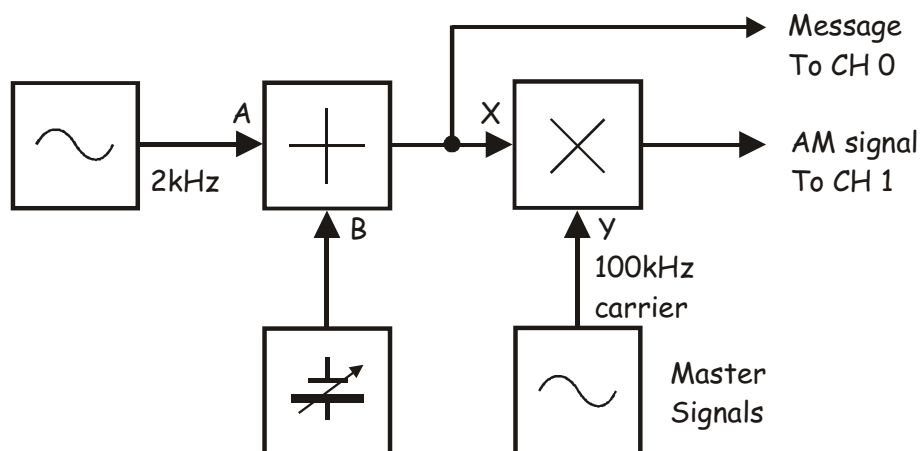 Message
To CH 0
A
X
AM signal
To CH 1
2kHz
B
Y
100kHz
carrier
Master
Signals